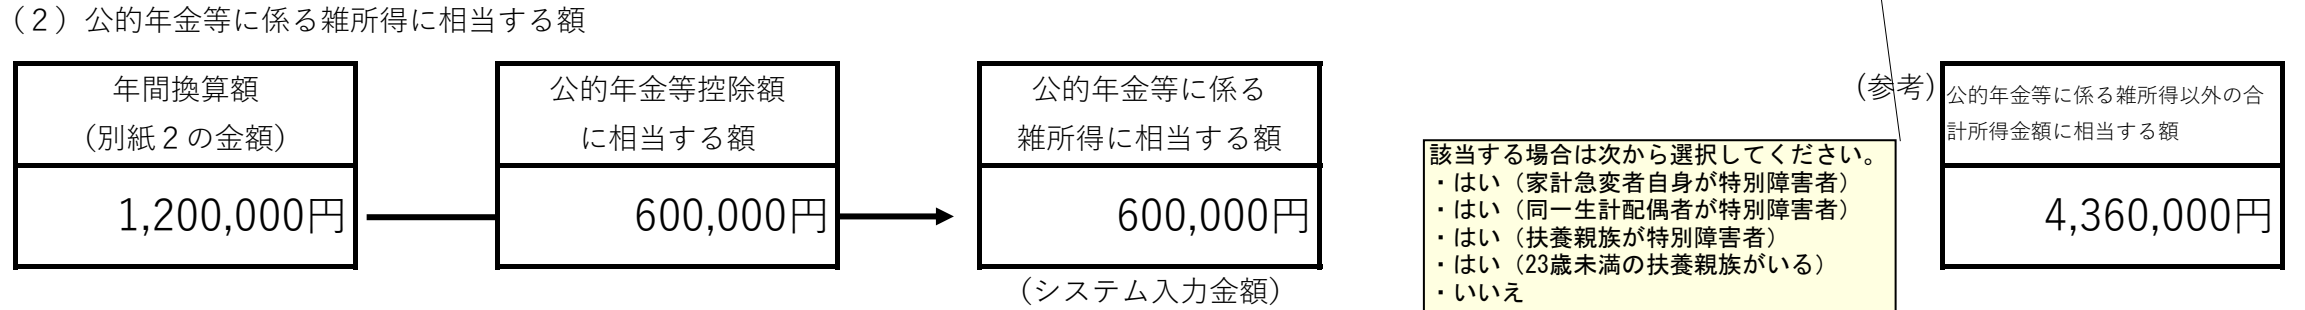 （２）公的年金等に係る雑所得に相当する額
年間換算額
（別紙２の金額）
1,200,000円
公的年金等控除額
に相当する額
600,000円
公的年金等に係る
雑所得に相当する額
600,000円
（システム入力金額）
該当する場合は次から選択してください。
・はい（家計急変者自身が特別障害者）
・はい（同一生計配偶者が特別障害者）
・はい（扶養親族が特別障害者）
・はい（23歳未満の扶養親族がいる）
・いいえ
（参考）
公的年金等に係る雑所得以外の合
計所得金額に相当する額
4,360,000円